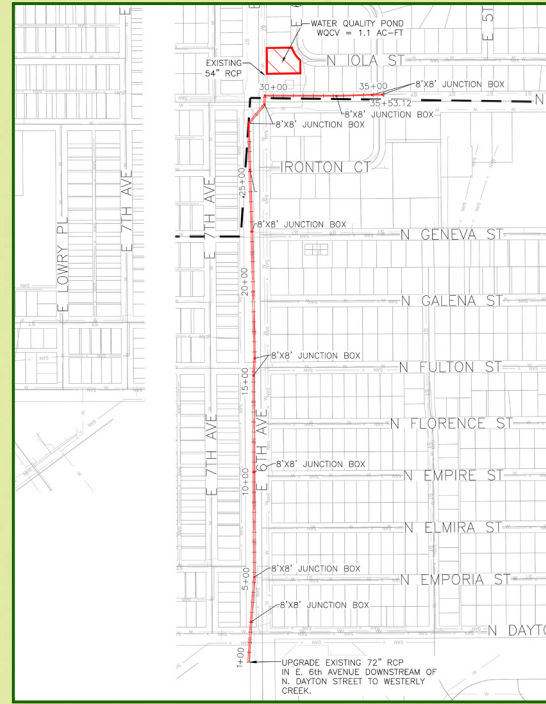 E 6
E 5T
WATER QUALITY POND
WQCV = 1.1 AC-FT
N IOLA ST
EXISTING
54" RCP
30+00
35+00
8'X8' JUNCTION BOX
35+53.12
N
8'X8' JUNCTION BOX
8'X8' JUNCTION BOX
IRONTON CT
25+00
E LOWRY PL
E 7TH AVE
E 7TH AVE
8'X8' JUNCTION BOX
N GENEVA ST
20+00
N GALENA ST
8'X8' JUNCTION BOX
N FULTON ST
15+00
E 7TH AVE
E 6TH AVE
N FLORENCE ST
8'X8' JUNCTION BOX
N EMPIRE ST
10+00
N ELMIRA ST
8'X8' JUNCTION BOX
N EMPORIA ST
5+00
8'X8' JUNCTION BOX
N DAYTO
1+00
UPGRADE EXISTING 72" RCP
IN E. 6th AVENUE DOWNSTREAM OF
N. DAYTON STREET TO WESTERLY
CREEK.